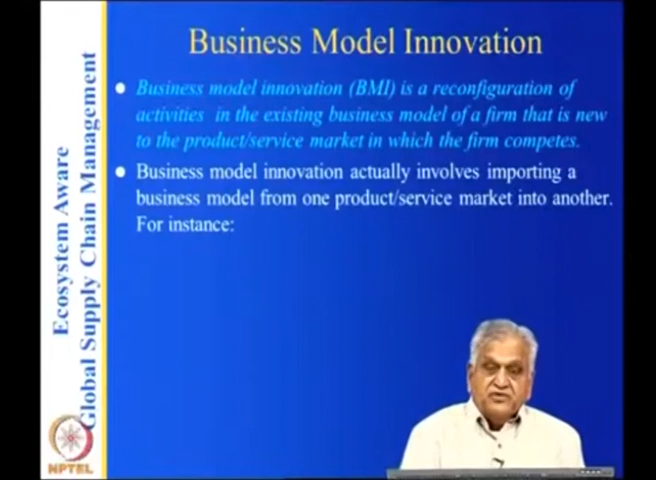 Business Model Innovation
Business model innovation (BMI) is a reconfiguration of
activities in the existing business model of a firm that is new
to the product/service market in which the firm competes.
Business model innovation actually involves importing a
business model from one product/service market into another.
For instance:
Ecosystem Aware
Global Supply Chain Management
NPTEL